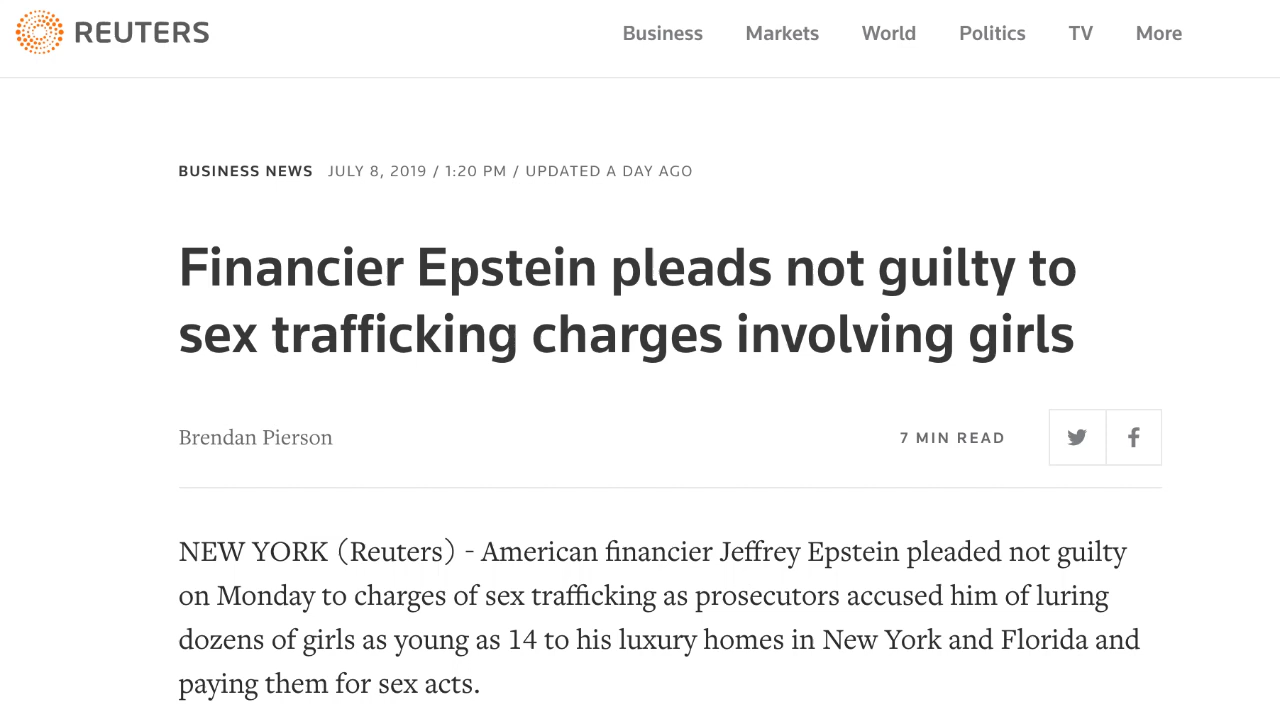 REUTERS
Business Markets World Politics TV More
BUSINESS NEWS JULY 8, 2019 / 1:20 PM / UPDATED A DAY AGO
Financier Epstein pleads not guilty to
sex trafficking charges involving girls
Brendan Pierson
7 MIN READ
NEW YORK (Reuters) - American financier Jeffrey Epstein pleaded not guilty
on Monday to charges of sex trafficking as prosecutors accused him of luring
dozens of girls as young as 14 to his luxury homes in New York and Florida and
paying them for sex acts.